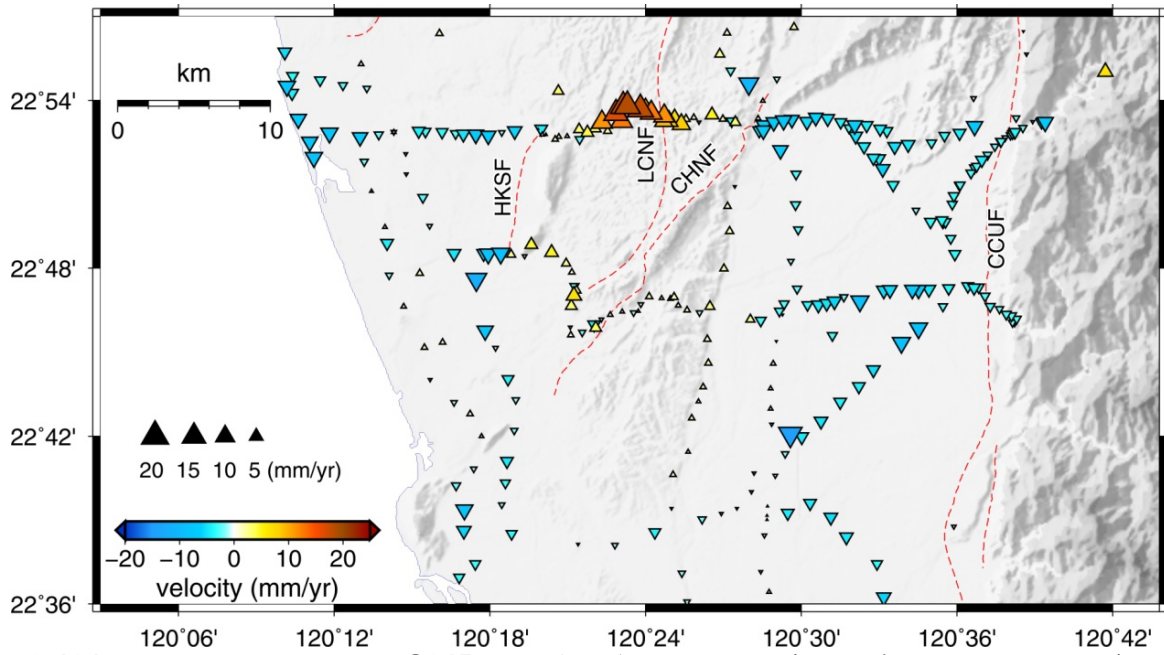 km
0 10
22°54'
22°48'
22°42'
22°36'
HKSF
LCNF
CHNF
CCUF
20 15 10 5 (mm/yr)
−20 −10 0 10 20
velocity (mm/yr)
120°06' 120°12' 120°18' 120°24' 120°30' 120°36' 120°42'